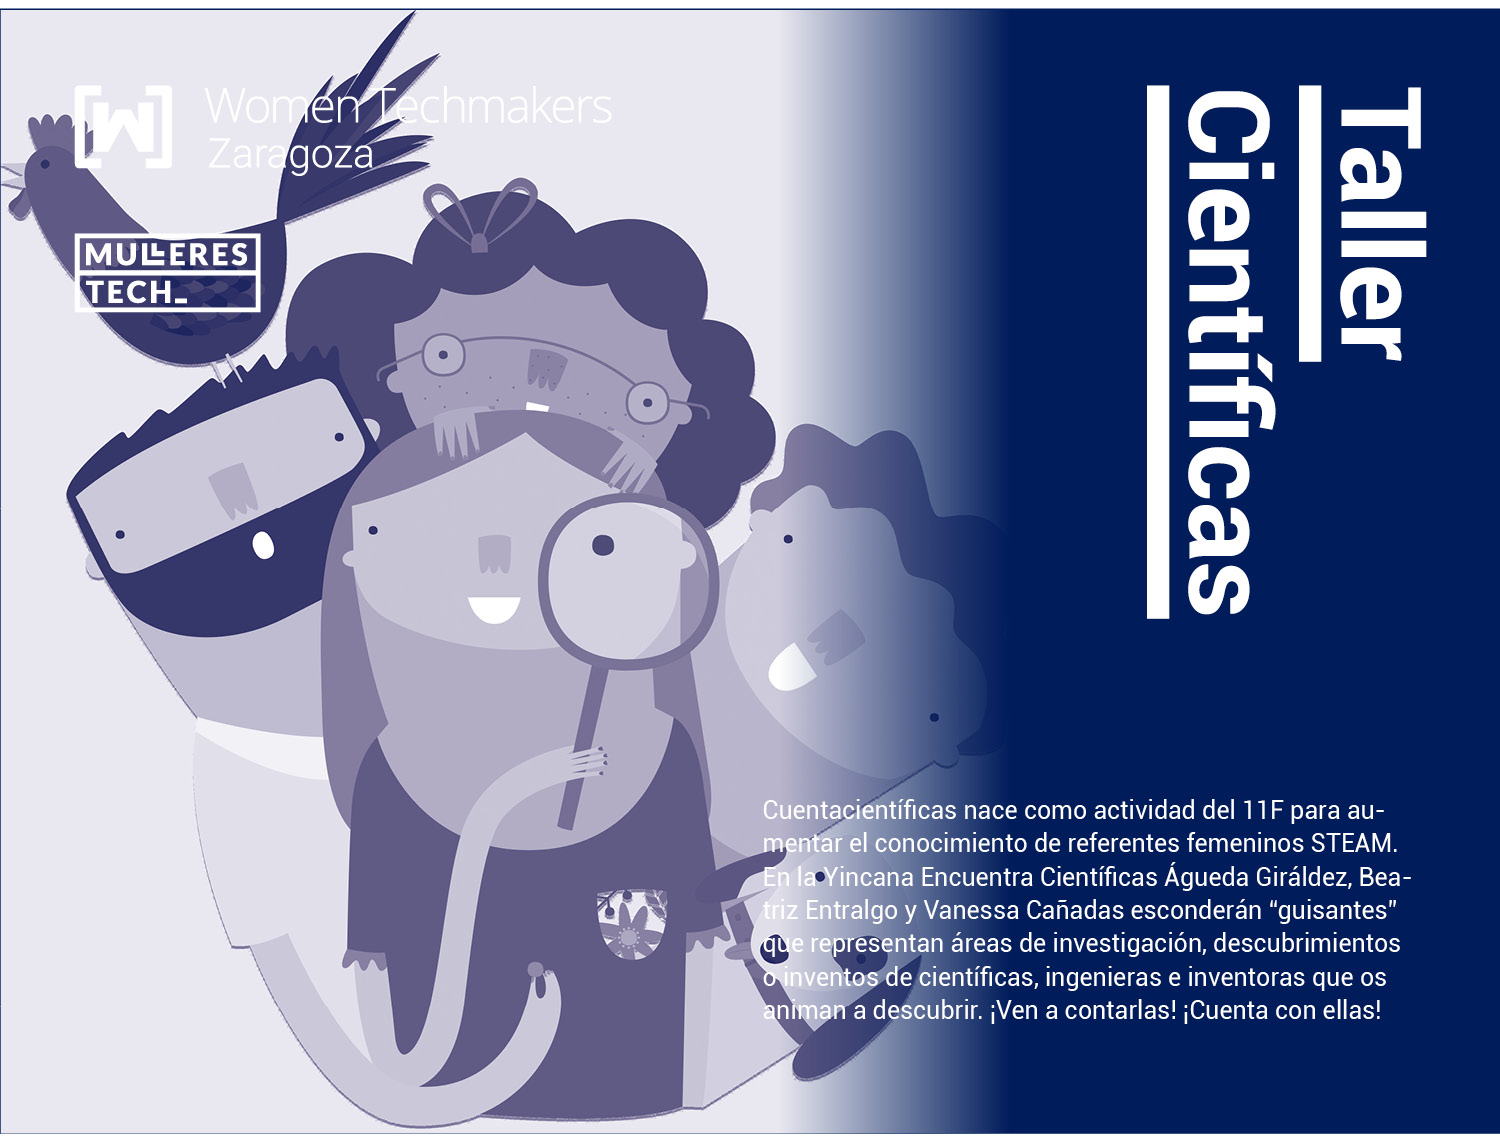 Women Techmakers
Zaragoza
MULLERES
TECH_
Taller
Científicas
Cuentacientíficas nace como actividad del 11F para au-
mentar el conocimiento de referentes femeninos STEAM.
En la Yincana Encuentra Científicas Águeda Giráldez, Bea-
triz Entralgo y Vanessa Cañadas esconderán “guisantes”
que representan áreas de investigación, descubrimientos
o inventos de científicas, ingenieras e inventoras que os
animan a descubrir. ¡Ven a contarlas! ¡Cuenta con ellas!